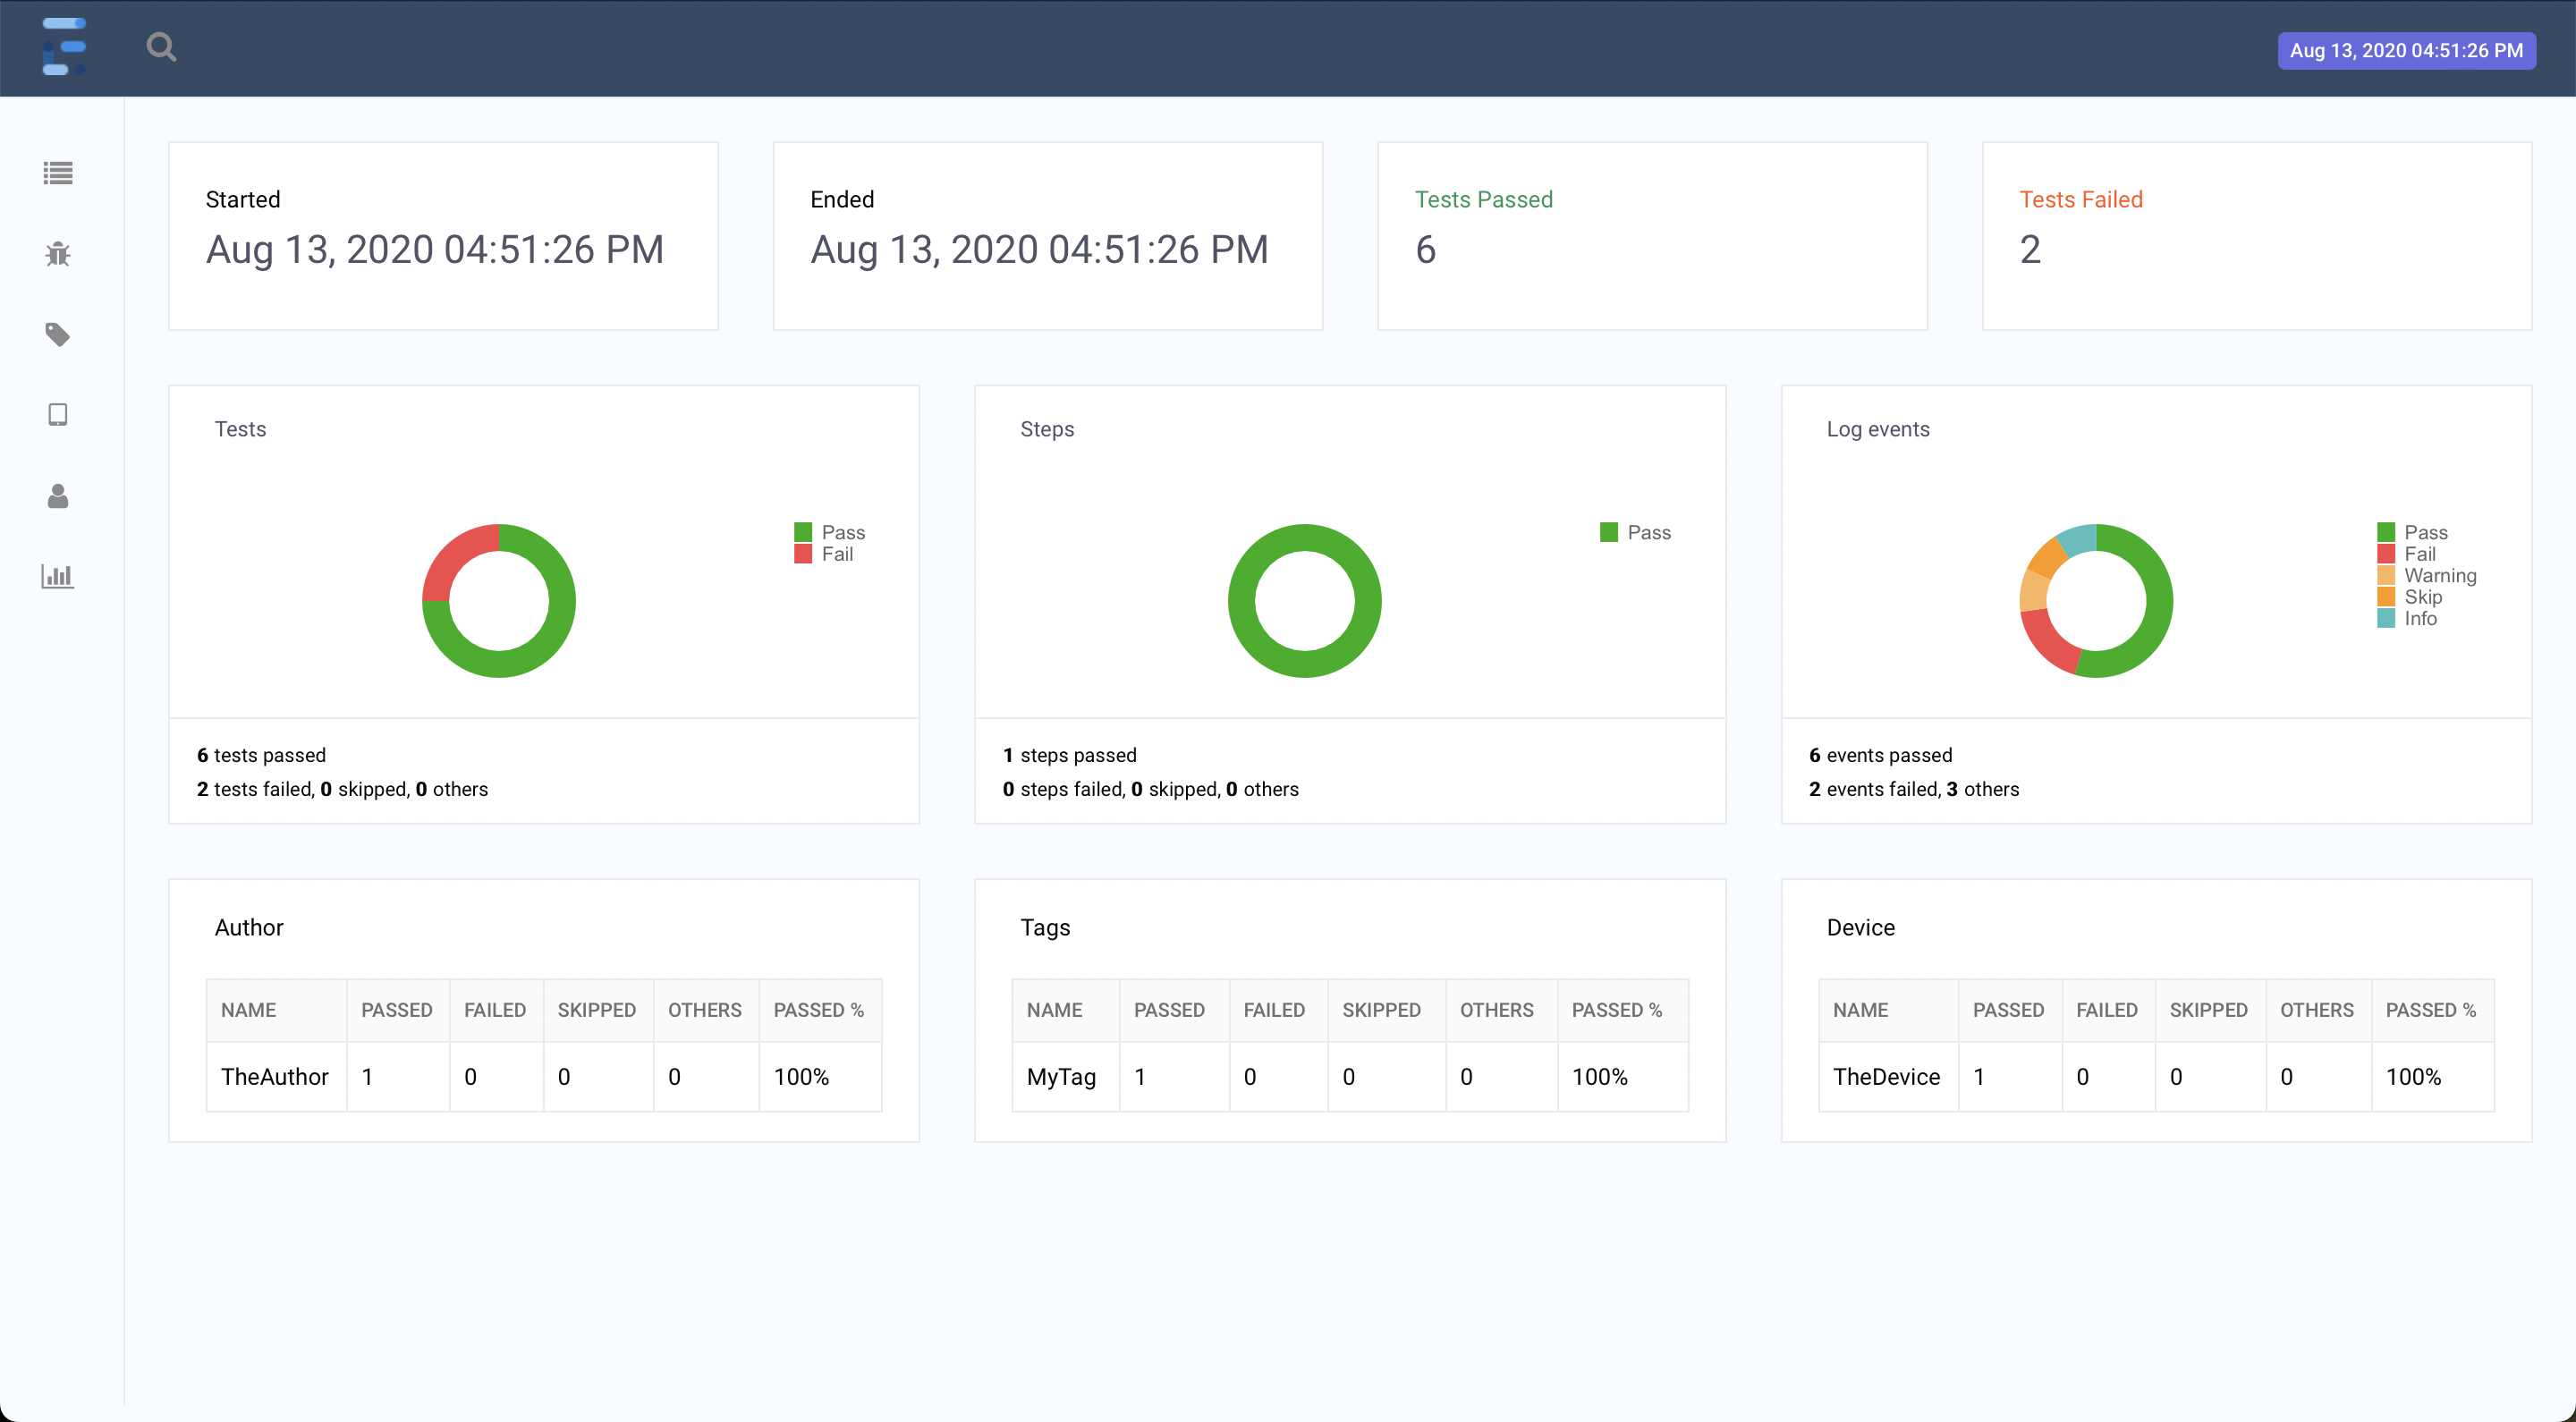 Aug 13, 2020 04:51:26 PM
Started
Aug 13, 2020 04:51:26 PM
Ended
Aug 13, 2020 04:51:26 PM
Tests Passed
6
Tests Failed
2
Tests
Pass
Fail
6 tests passed
2 tests failed, 0 skipped, 0 others
Steps
Pass
1 steps passed
0 steps failed, 0 skipped, 0 others
Log events
Pass
Fail
Warning
Skip
Info
6 events passed
2 events failed, 3 others
Author
NAME PASSED FAILED SKIPPED OTHERS PASSED %
TheAuthor 1 0 0 0 100%
Tags
NAME PASSED FAILED SKIPPED OTHERS PASSED %
MyTag 1 0 0 0 100%
Device
NAME PASSED FAILED SKIPPED OTHERS PASSED %
TheDevice 1 0 0 0 100%